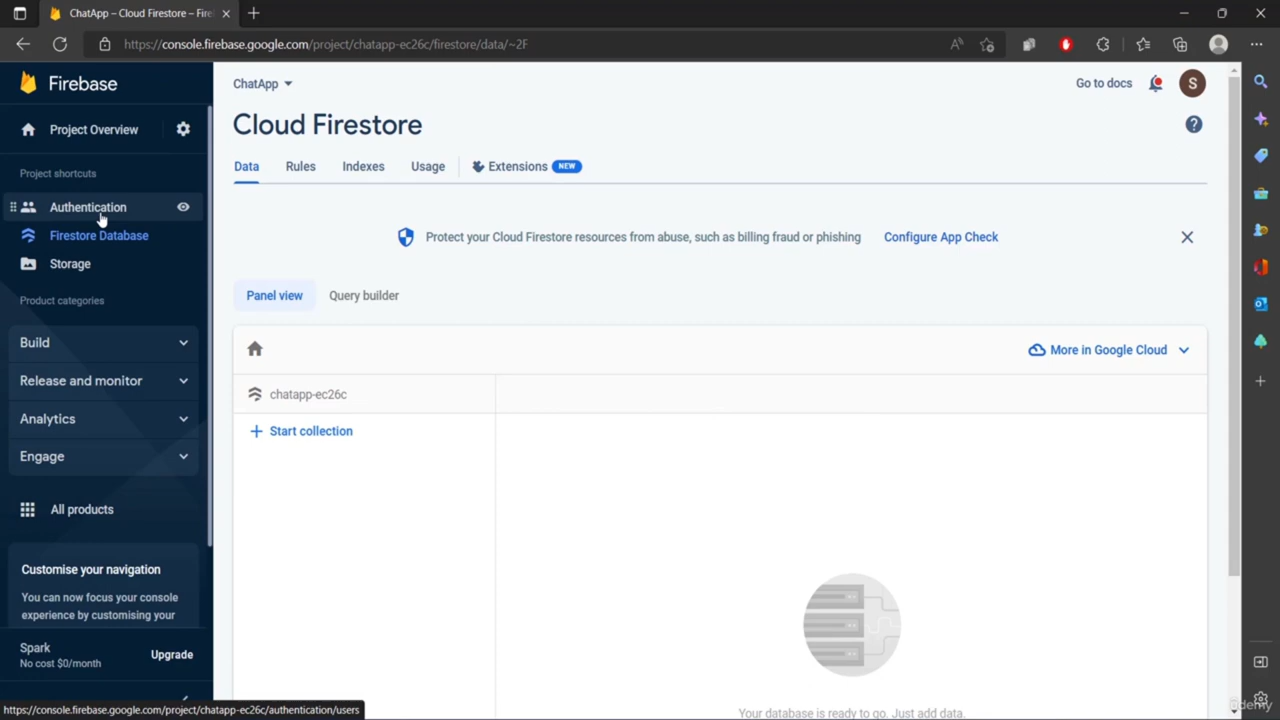 ChatApp – Cloud Firestore – Fire
https://console.firebase.google.com/project/chatapp-ec26c/firestore/data/~2F
Firebase
Project Overview
Project shortcuts
Authentication
Firestore Database
Storage
Product categories
Build
Release and monitor
Analytics
Engage
All products
Customise your navigation
You can now focus your console
experience by customising your
Spark
No cost $0/month
Upgrade
https://console.firebase.google.com/project/chatapp-ec26c/authentication/users
ChatApp
Go to docs
S
Cloud Firestore
Data
Rules
Indexes
Usage
Extensions NEW
Protect your Cloud Firestore resources from abuse, such as billing fraud or phishing
Configure App Check
Panel view
Query builder
More in Google Cloud
chatapp-ec26c
Start collection
Your database is ready to go. Just add data.
Udemy